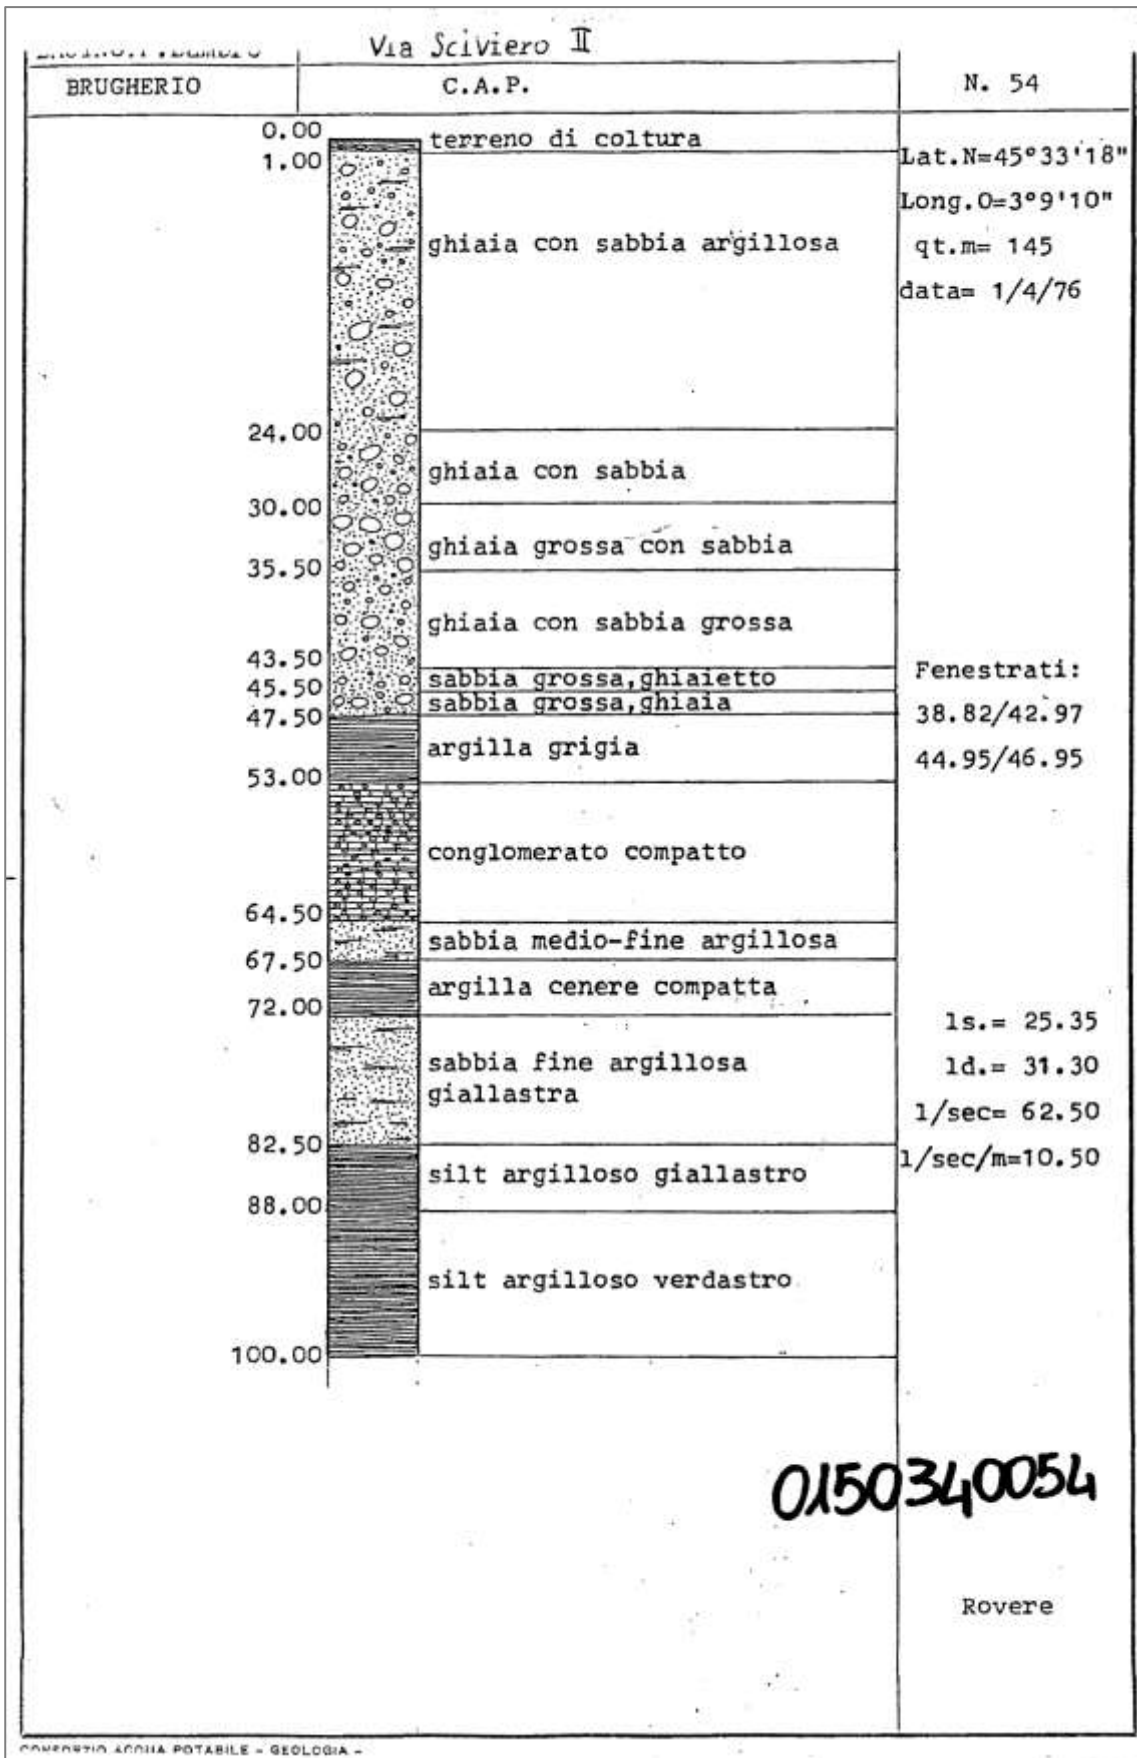 Via Sciviero II
BRUGHERIO
C.A.P.
N. 54
0.00
terreno di coltura
1.00
Lat.N=45°33'18"
Long.O=3°9'10"
ghiaia con sabbia argillosa
qt.m= 145
data= 1/4/76
24.00
ghiaia con sabbia
30.00
ghiaia grossa con sabbia
35.50
ghiaia con sabbia grossa
43.50
sabbia grossa,ghiaietto
Fenestrati:
45.50
sabbia grossa,ghiaia
38.82/42.97
47.50
argilla grigia
44.95/46.95
53.00
conglomerato compatto
64.50
sabbia medio-fine argillosa
67.50
argilla cenere compatta
72.00
ls.= 25.35
sabbia fine argillosa
giallastra
ld.= 31.30
l/sec= 62.50
82.50
l/sec/m=10.50
silt argilloso giallastro
88.00
silt argilloso verdastro
100.00
0150340054
Rovere
CONSORZIO ACQUA POTABILE - GEOLOGIA -